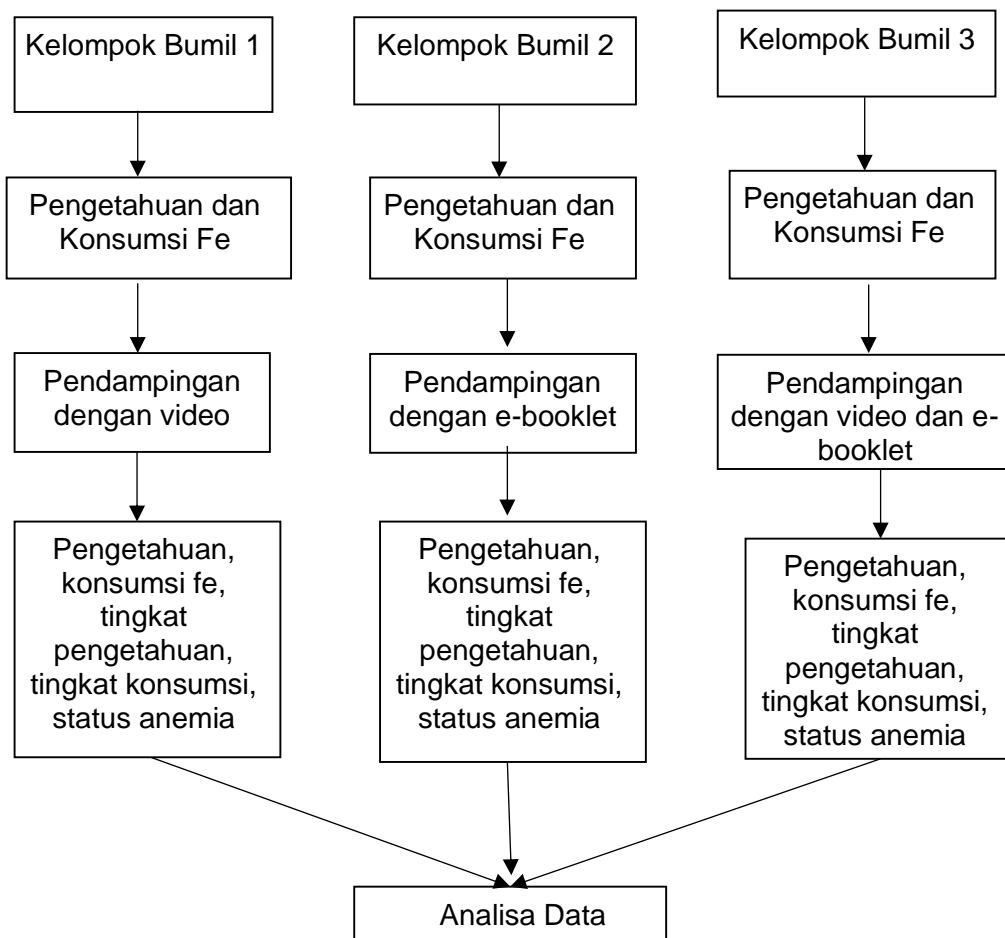 Kelompok Bumil 1
Kelompok Bumil 2
Kelompok Bumil 3
Pengetahuan dan
Konsumsi Fe
Pengetahuan dan
Konsumsi Fe
Pengetahuan dan
Konsumsi Fe
Pendampingan
dengan video
Pendampingan
dengan e-booklet
Pendampingan
dengan video dan e-
booklet
Pengetahuan,
konsumsi fe,
tingkat
pengetahuan,
tingkat konsumsi,
status anemia
Pengetahuan,
konsumsi fe,
tingkat
pengetahuan,
tingkat konsumsi,
status anemia
Pengetahuan,
konsumsi fe,
tingkat
pengetahuan,
tingkat konsumsi,
status anemia
Analisa Data